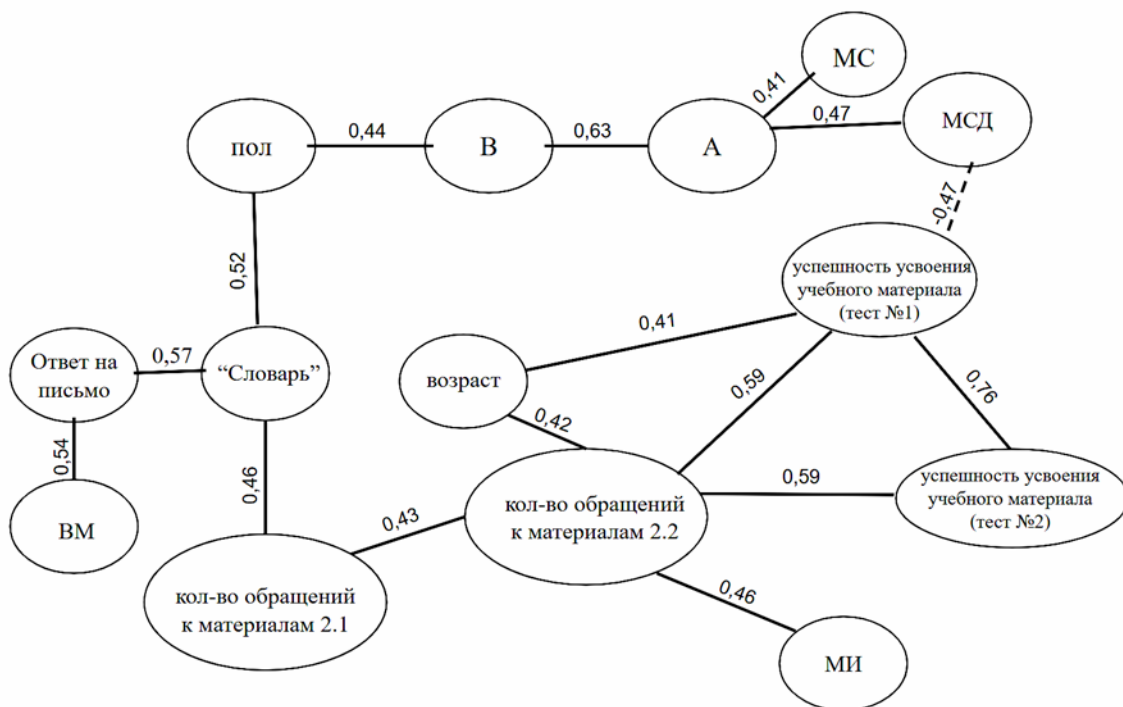 МС
0,41
0,47
МСД
пол
0,44
В
0,63
А
-0,47
0,52
успешность усвоения
учебного материала
(тест №1)
0,41
Ответ на
письмо
0,57
“Словарь”
возраст
0,59
0,76
0,42
0,54
0,46
успешность усвоения
учебного материала
(тест №2)
0,59
кол-во обращений
к материалам 2.2
0,43
ВМ
кол-во обращений
к материалам 2.1
0,46
МИ